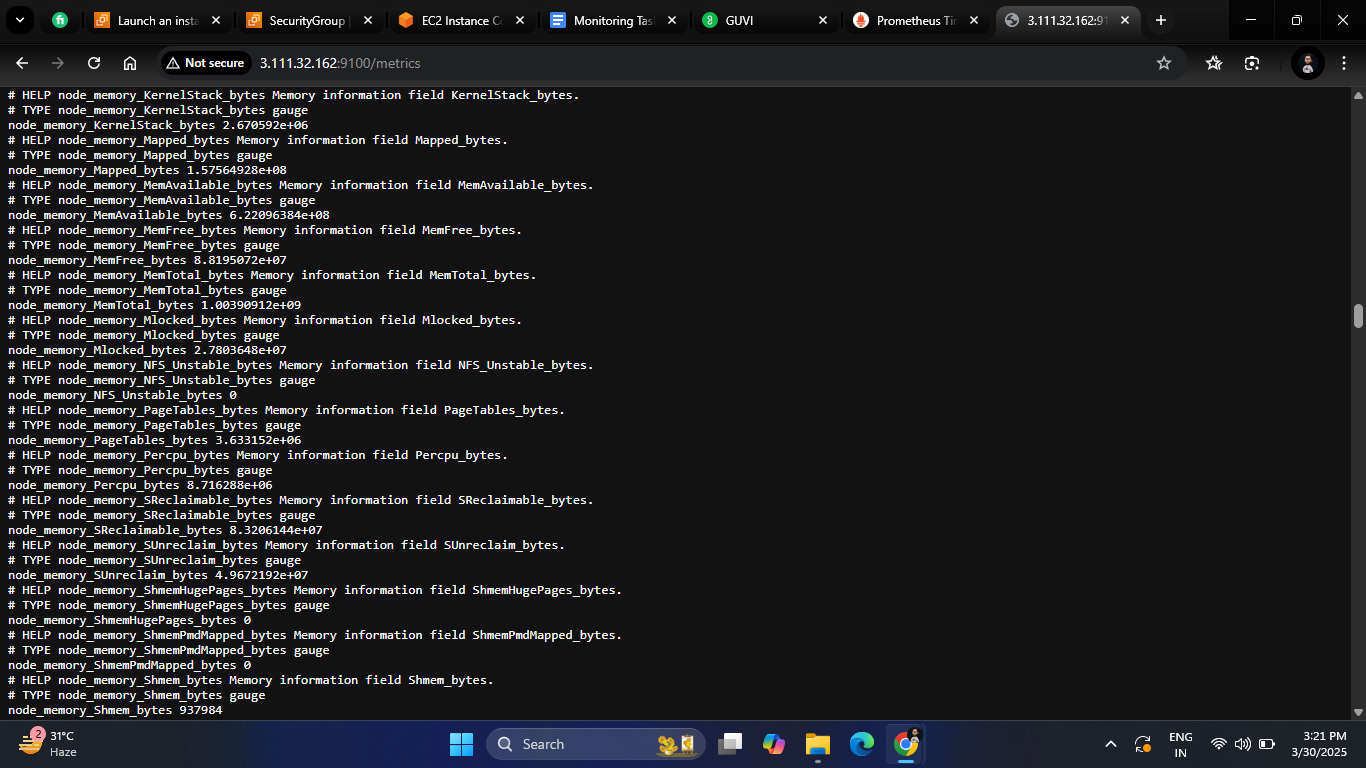 Launch an insta
SecurityGroup
EC2 Instance Co
Monitoring Tas
GUVI
Prometheus Tim
3.111.32.162:91
Not secure
3.111.32.162:9100/metrics
# HELP node_memory_KernelStack_bytes Memory information field KernelStack_bytes.
# TYPE node_memory_KernelStack_bytes gauge
node_memory_KernelStack_bytes 2.670592e+06
# HELP node_memory_Mapped_bytes Memory information field Mapped_bytes.
# TYPE node_memory_Mapped_bytes gauge
node_memory_Mapped_bytes 1.57564928e+08
# HELP node_memory_MemAvailable_bytes Memory information field MemAvailable_bytes.
# TYPE node_memory_MemAvailable_bytes gauge
node_memory_MemAvailable_bytes 6.22096384e+08
# HELP node_memory_MemFree_bytes Memory information field MemFree_bytes.
# TYPE node_memory_MemFree_bytes gauge
node_memory_MemFree_bytes 8.8195072e+07
# HELP node_memory_MemTotal_bytes Memory information field MemTotal_bytes.
# TYPE node_memory_MemTotal_bytes gauge
node_memory_MemTotal_bytes 1.00390912e+09
# HELP node_memory_Mlocked_bytes Memory information field Mlocked_bytes.
# TYPE node_memory_Mlocked_bytes gauge
node_memory_Mlocked_bytes 2.7803648e+07
# HELP node_memory_NFS_Unstable_bytes Memory information field NFS_Unstable_bytes.
# TYPE node_memory_NFS_Unstable_bytes gauge
node_memory_NFS_Unstable_bytes 0
# HELP node_memory_PageTables_bytes Memory information field PageTables_bytes.
# TYPE node_memory_PageTables_bytes gauge
node_memory_PageTables_bytes 3.633152e+06
# HELP node_memory_Percpu_bytes Memory information field Percpu_bytes.
# TYPE node_memory_Percpu_bytes gauge
node_memory_Percpu_bytes 8.716288e+06
# HELP node_memory_SReclaimable_bytes Memory information field SReclaimable_bytes.
# TYPE node_memory_SReclaimable_bytes gauge
node_memory_SReclaimable_bytes 8.3206144e+07
# HELP node_memory_SUnreclaim_bytes Memory information field SUnreclaim_bytes.
# TYPE node_memory_SUnreclaim_bytes gauge
node_memory_SUnreclaim_bytes 4.9672192e+07
# HELP node_memory_ShmemHugePages_bytes Memory information field ShmemHugePages_bytes.
# TYPE node_memory_ShmemHugePages_bytes gauge
node_memory_ShmemHugePages_bytes 0
# HELP node_memory_ShmemPmdMapped_bytes Memory information field ShmemPmdMapped_bytes.
# TYPE node_memory_ShmemPmdMapped_bytes gauge
node_memory_ShmemPmdMapped_bytes 0
# HELP node_memory_Shmem_bytes Memory information field Shmem_bytes.
# TYPE node_memory_Shmem_bytes gauge
node_memory_Shmem_bytes 937984
2
31°C
Haze
Search
ENG
IN
3:21 PM
3/30/2025